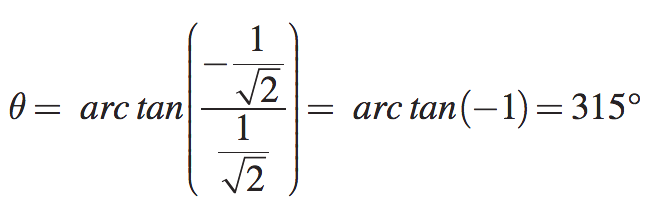 θ = arc tan(−1/√2 / 1/√2) = arc tan(−1) = 315°